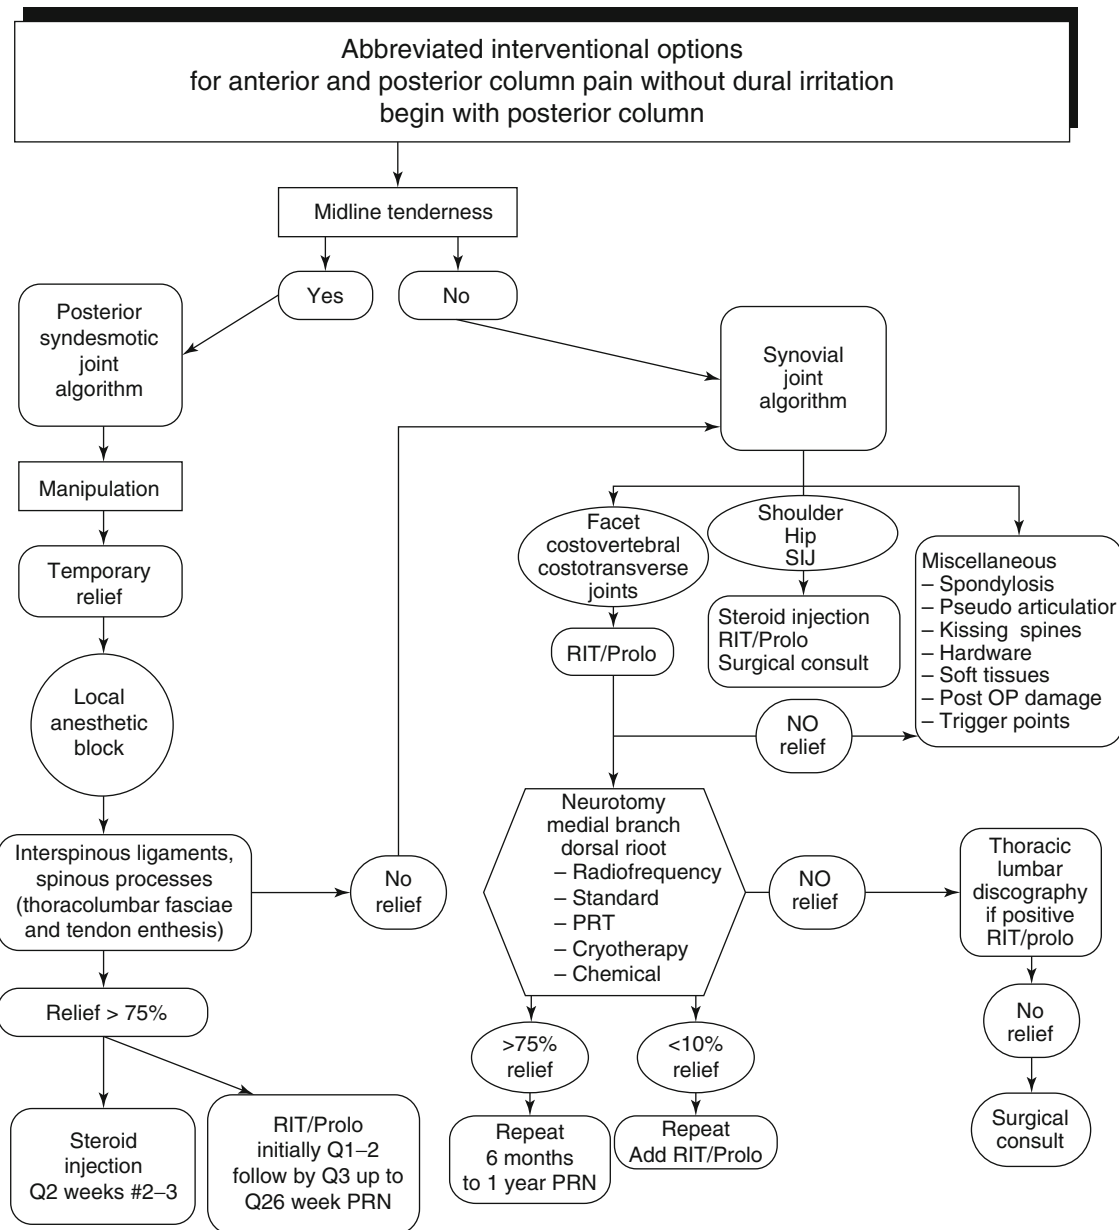 Abbreviated interventional options
for anterior and posterior column pain without dural irritation
begin with posterior column
Midline tenderness
Yes
No
Posterior
syndesmotic
joint
algorithm
Synovial
joint
algorithm
Manipulation
Temporary
relief
Local
anesthetic
block
Interspinous ligaments,
spinous processes
(thoracolumbar fasciae
and tendon enthesis)
No
relief
Relief > 75%
Steroid
injection
Q2 weeks #2–3
RIT/Prolo
initially Q1–2
follow by Q3 up to
Q26 week PRN
Facet
costovertebral
costotransverse
joints
Shoulder
Hip
SIJ
Miscellaneous
– Spondylosis
– Pseudo articulatior
– Kissing spines
– Hardware
– Soft tissues
– Post OP damage
– Trigger points
Steroid injection
RIT/Prolo
Surgical consult
RIT/Prolo
NO
relief
Neurotomy
medial branch
dorsal rioot
– Radiofrequency
– Standard
– PRT
– Cryotherapy
– Chemical
NO
relief
Thoracic
lumbar
discography
if positive
RIT/prolo
No
relief
Surgical
consult
>75%
relief
<10%
relief
Repeat
6 months
to 1 year PRN
Repeat
Add RIT/Prolo